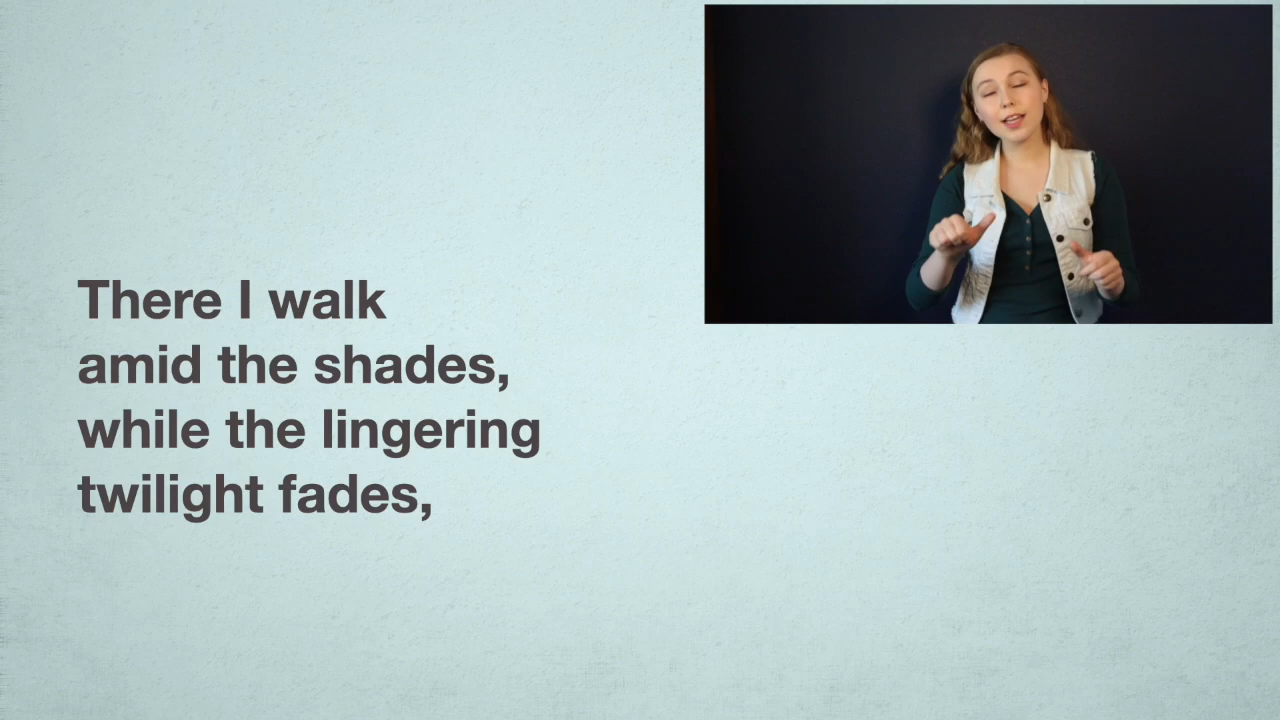 There I walk
amid the shades,
while the lingering
twilight fades,